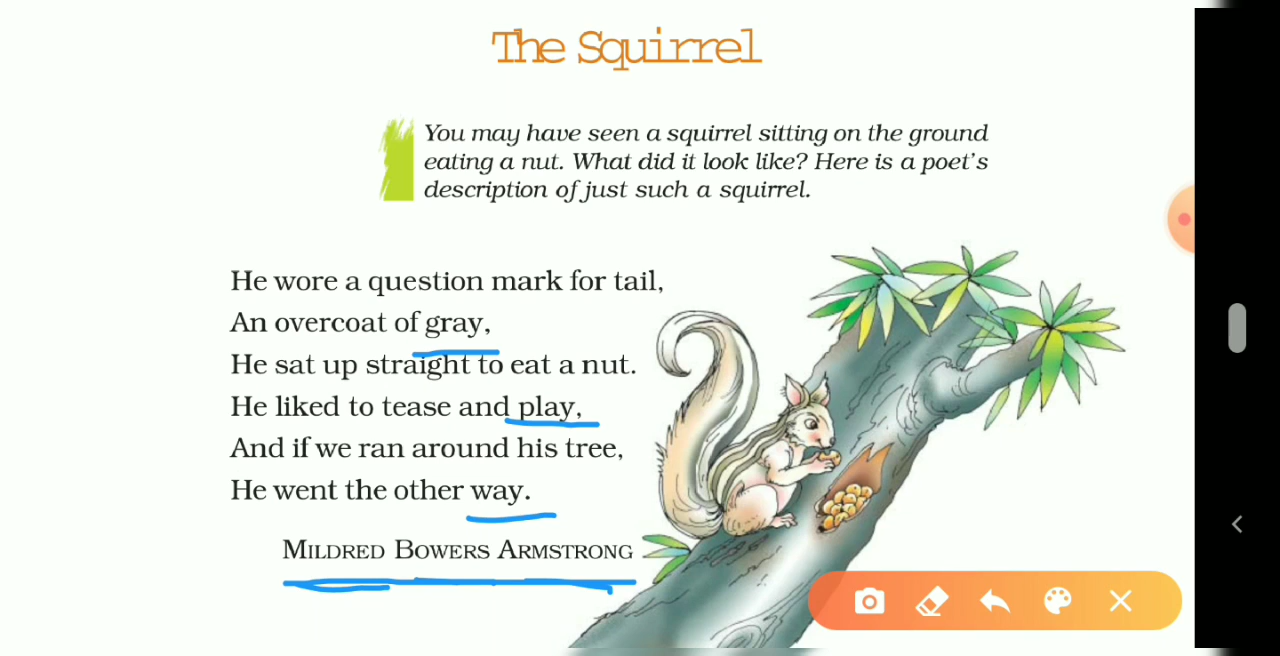 The Squirrel
You may have seen a squirrel sitting on the ground
eating a nut. What did it look like? Here is a poet's
description of just such a squirrel.
He wore a question mark for tail,
An overcoat of gray,
He sat up straight to eat a nut.
He liked to tease and play,
And if we ran around his tree,
He went the other way.
MILDRED BOWERS ARMSTRONG